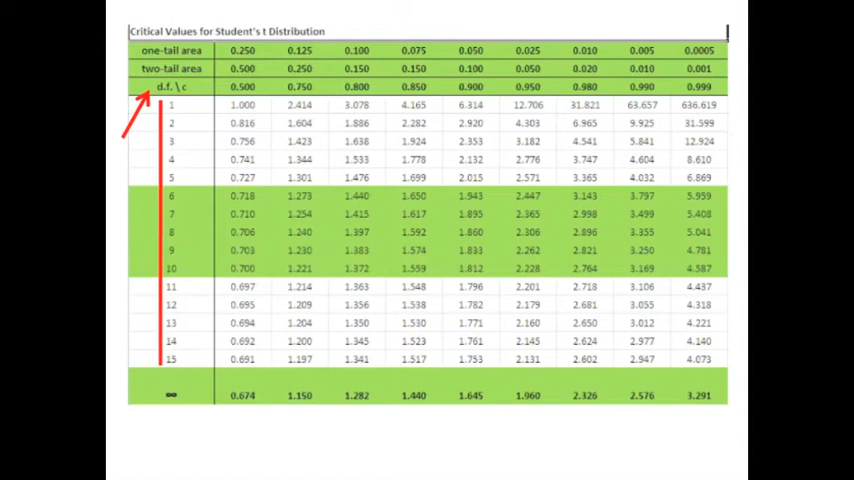 Critical Values for Student's t Distribution
one-tail area 0.250 0.125 0.100 0.075 0.050 0.025 0.010 0.005 0.0005
two-tail area 0.500 0.250 0.150 0.150 0.100 0.050 0.020 0.010 0.001
d.f. \ c 0.500 0.750 0.800 0.850 0.900 0.950 0.980 0.990 0.999
1 1.000 2.414 3.078 4.165 6.314 12.706 31.821 63.657 636.619
2 0.816 1.604 1.886 2.282 2.920 4.303 6.965 9.925 31.599
3 0.756 1.423 1.638 1.924 2.353 3.182 4.541 5.841 12.924
4 0.741 1.344 1.533 1.778 2.132 2.776 3.747 4.604 8.610
5 0.727 1.301 1.476 1.699 2.015 2.571 3.365 4.032 6.869
6 0.718 1.273 1.440 1.650 1.943 2.447 3.143 3.797 5.959
7 0.710 1.254 1.415 1.617 1.895 2.365 2.998 3.499 5.408
8 0.706 1.240 1.397 1.592 1.860 2.306 2.896 3.355 5.041
9 0.703 1.230 1.383 1.574 1.833 2.262 2.821 3.250 4.781
10 0.700 1.221 1.372 1.559 1.812 2.228 2.764 3.169 4.587
11 0.697 1.214 1.363 1.548 1.796 2.201 2.718 3.106 4.437
12 0.695 1.209 1.356 1.538 1.782 2.179 2.681 3.055 4.318
13 0.694 1.204 1.350 1.530 1.771 2.160 2.650 3.012 4.221
14 0.692 1.200 1.345 1.523 1.761 2.145 2.624 2.977 4.140
15 0.691 1.197 1.341 1.517 1.753 2.131 2.602 2.947 4.073
∞ 0.674 1.150 1.282 1.440 1.645 1.960 2.326 2.576 3.291